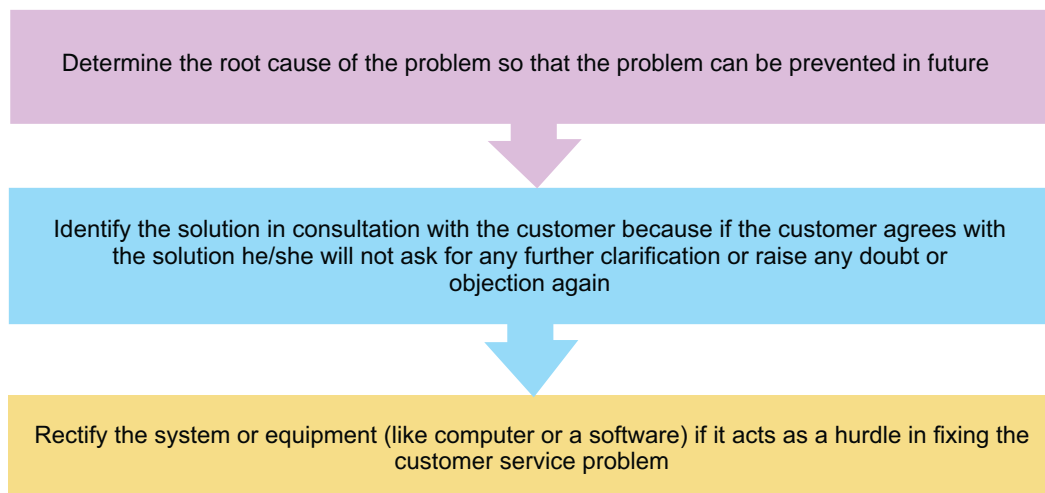 Determine the root cause of the problem so that the problem can be prevented in future
Identify the solution in consultation with the customer because if the customer agrees with
the solution he/she will not ask for any further clarification or raise any doubt or
objection again
Rectify the system or equipment (like computer or a software) if it acts as a hurdle in fixing the
customer service problem